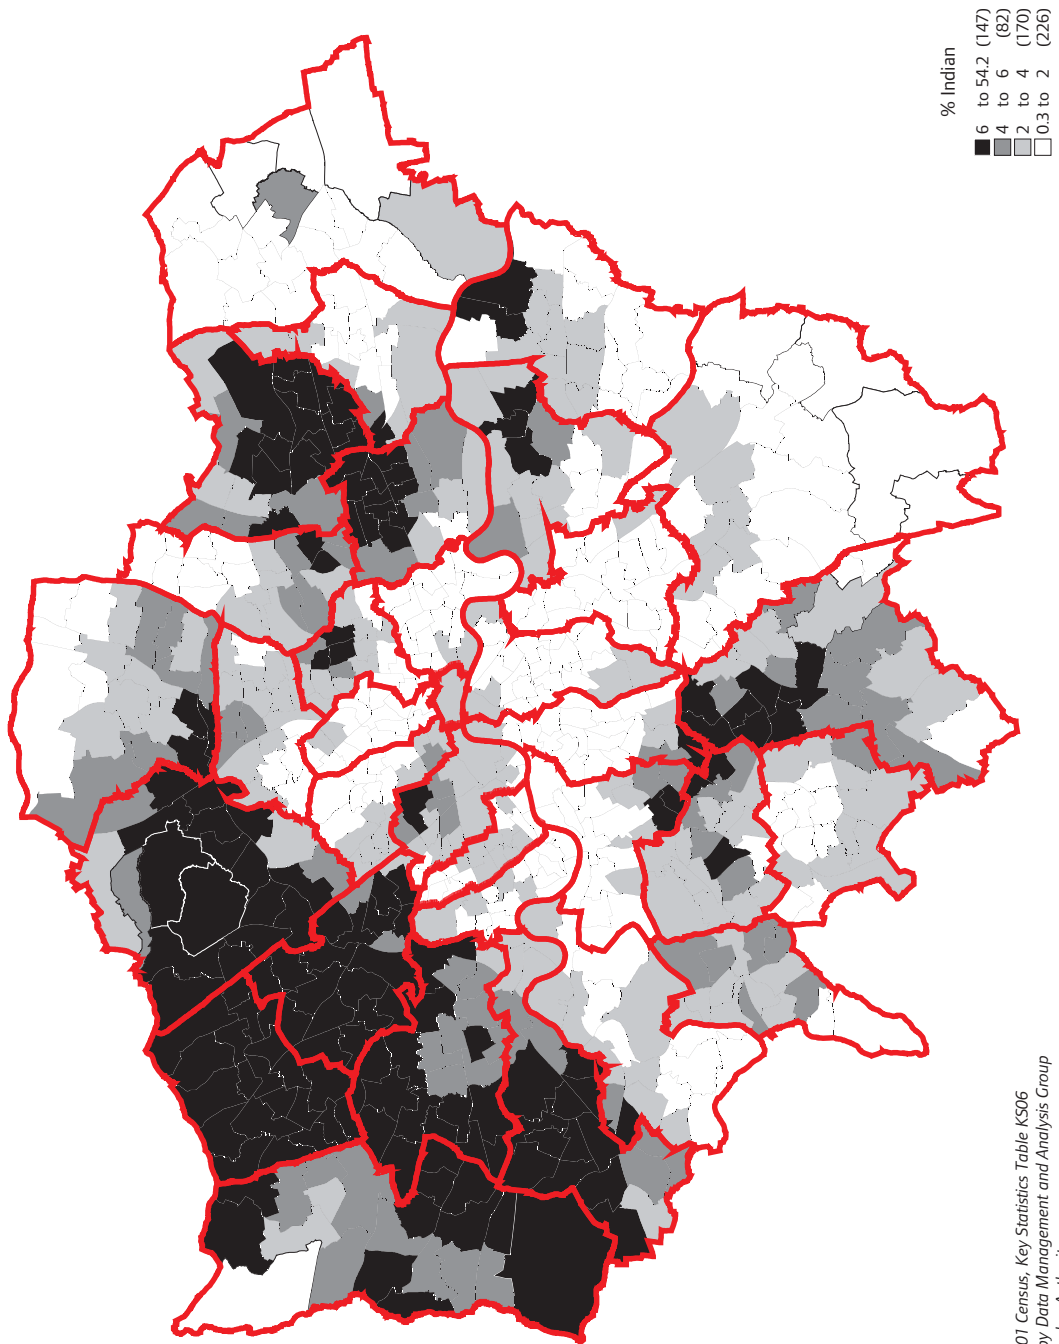 % Indian
6 to 54.2 (147)
4 to 6 (82)
2 to 4 (170)
0.3 to 2 (226)
01 Census, Key Statistics Table KS06
by Data Management and Analysis Group